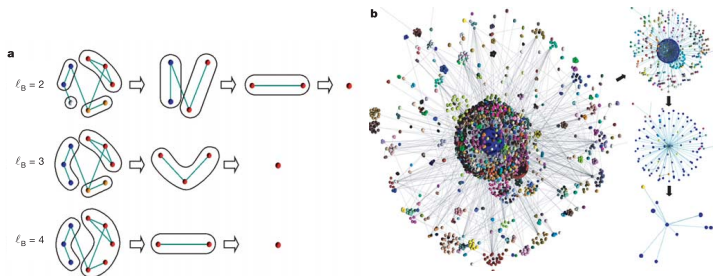 a
ℓB = 2
ℓB = 3
ℓB = 4
b